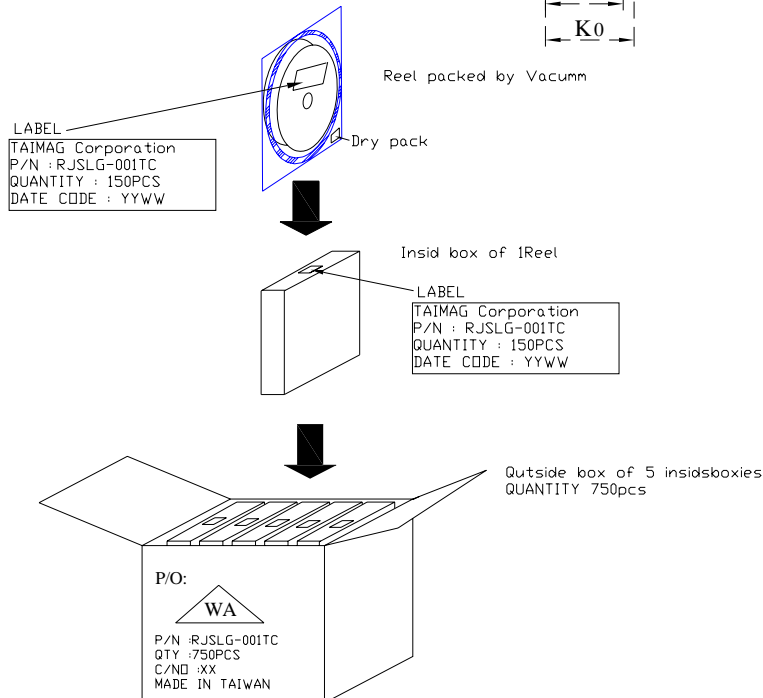 K0
Reel packed by Vacumm
LABEL
TAIMAG Corporation
P/N : RJSLG-001TC
QUANTITY : 150PCS
DATE CODE : YYWW
Dry pack
Insid box of 1Reel
LABEL
TAIMAG Corporation
P/N : RJSLG-001TC
QUANTITY : 150PCS
DATE CODE : YYWW
Qutside box of 5 insidsboxies
QUANTITY 750pcs
P/O:
WA
P/N :RJSLG-001TC
QTY :750PCS
C/NO :XX
MADE IN TAIWAN